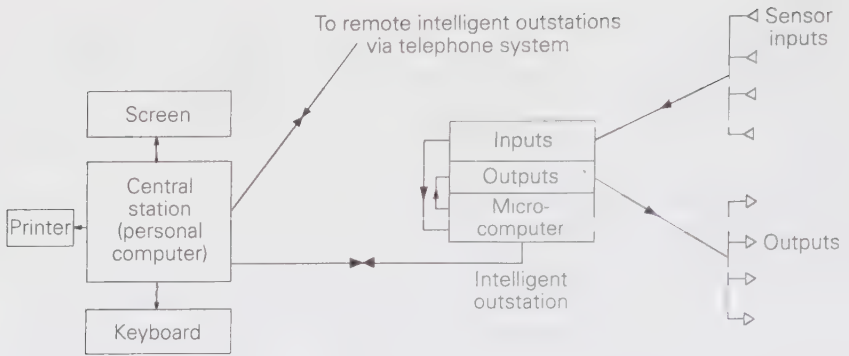 To remote intelligent outstations
via telephone system
Sensor
inputs
Screen
Inputs
Outputs
Micro-
computer
Central
station
(personal
computer)
Printer
Outputs
Intelligent
outstation
Keyboard